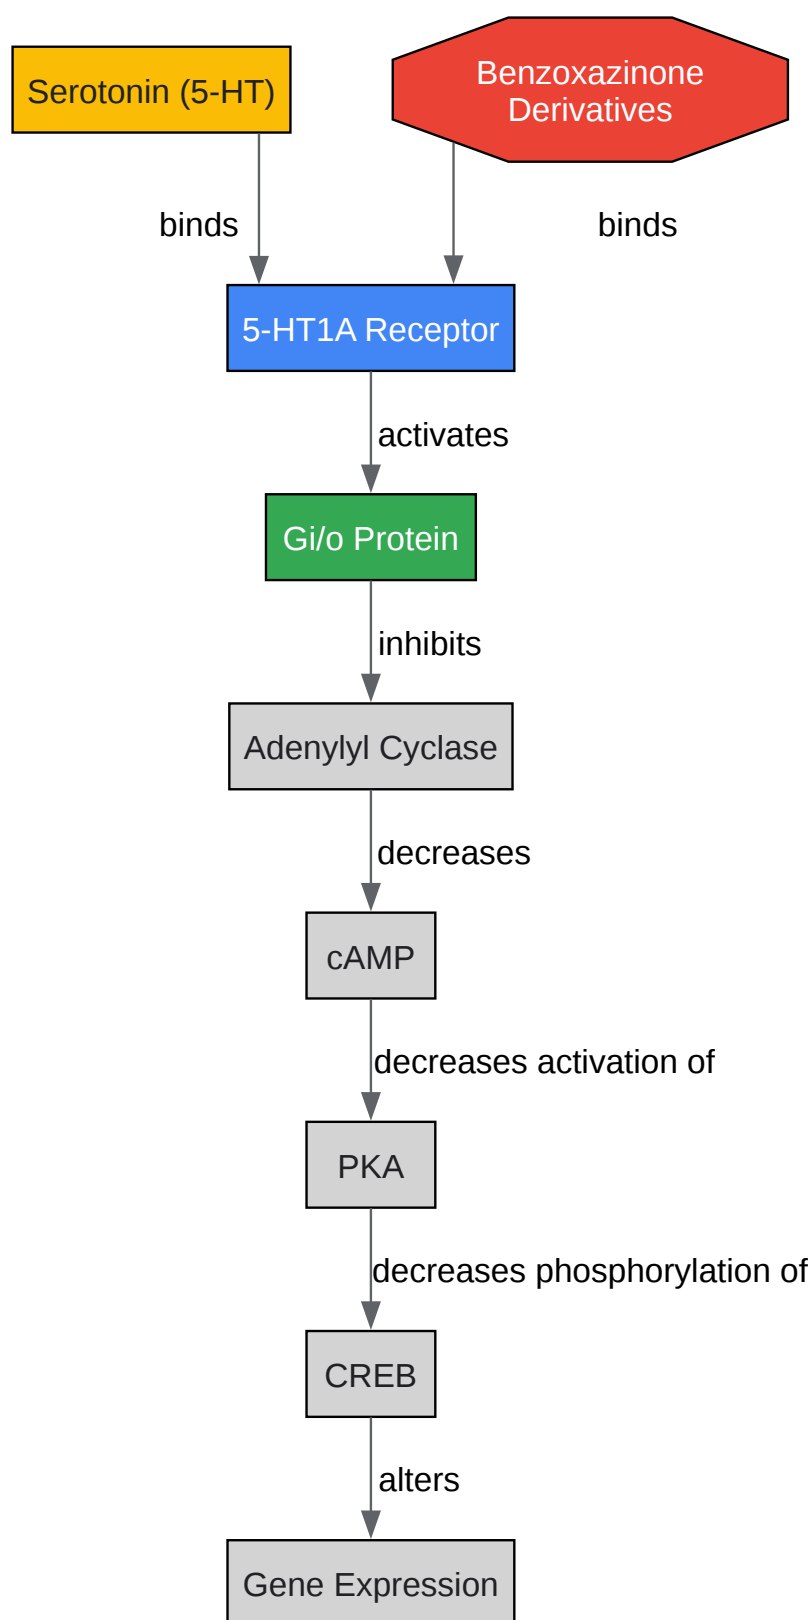 Serotonin (5-HT)
Benzoxazinone
Derivatives
binds
binds
5-HT1A Receptor
activates
Gi/o Protein
inhibits
Adenylyl Cyclase
decreases
cAMP
decreases activation of
PKA
decreases phosphorylation of
CREB
alters
Gene Expression